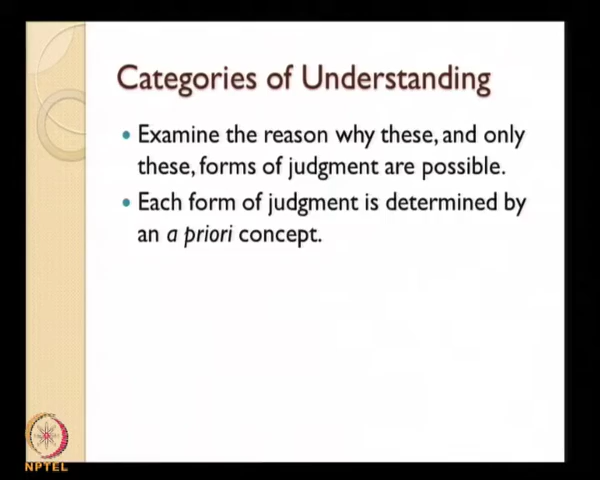 Categories of Understanding
• Examine the reason why these, and only
these, forms of judgment are possible.
• Each form of judgment is determined by
an a priori concept.
NPTEL